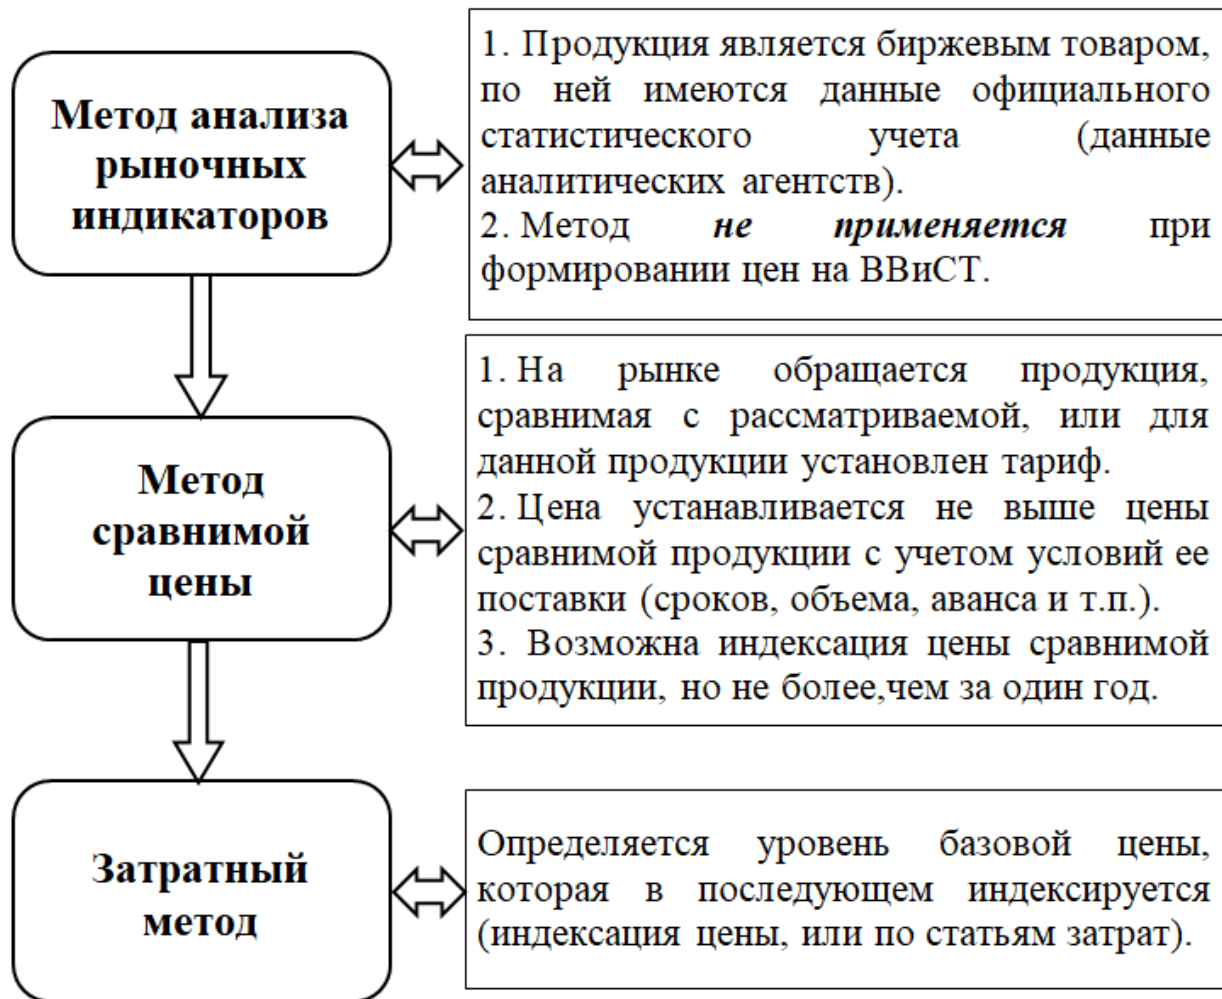 Метод анализа
рыночных
индикаторов
1. Продукция является биржевым товаром,
по ней имеются данные официального
статистического учета (данные
аналитических агентств).
2. Метод не применяется при
формировании цен на ВВиСТ.
Метод
сравнимой
цены
1. На рынке обращается продукция,
сравнимая с рассматриваемой, или для
данной продукции установлен тариф.
2. Цена устанавливается не выше цены
сравнимой продукции с учетом условий ее
поставки (сроков, объема, аванса и т.п.).
3. Возможна индексация цены сравнимой
продукции, но не более,чем за один год.
Затратный
метод
Определяется уровень базовой цены,
которая в последующем индексируется
(индексация цены, или по статьям затрат).